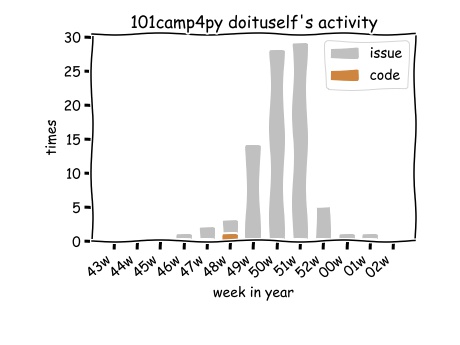 101camp4py doituself's activity
issue
code
30
25
20
15
10
5
0
times
43w 44w 45w 46w 47w 48w 49w 50w 51w 52w 00w 01w 02w
week in year